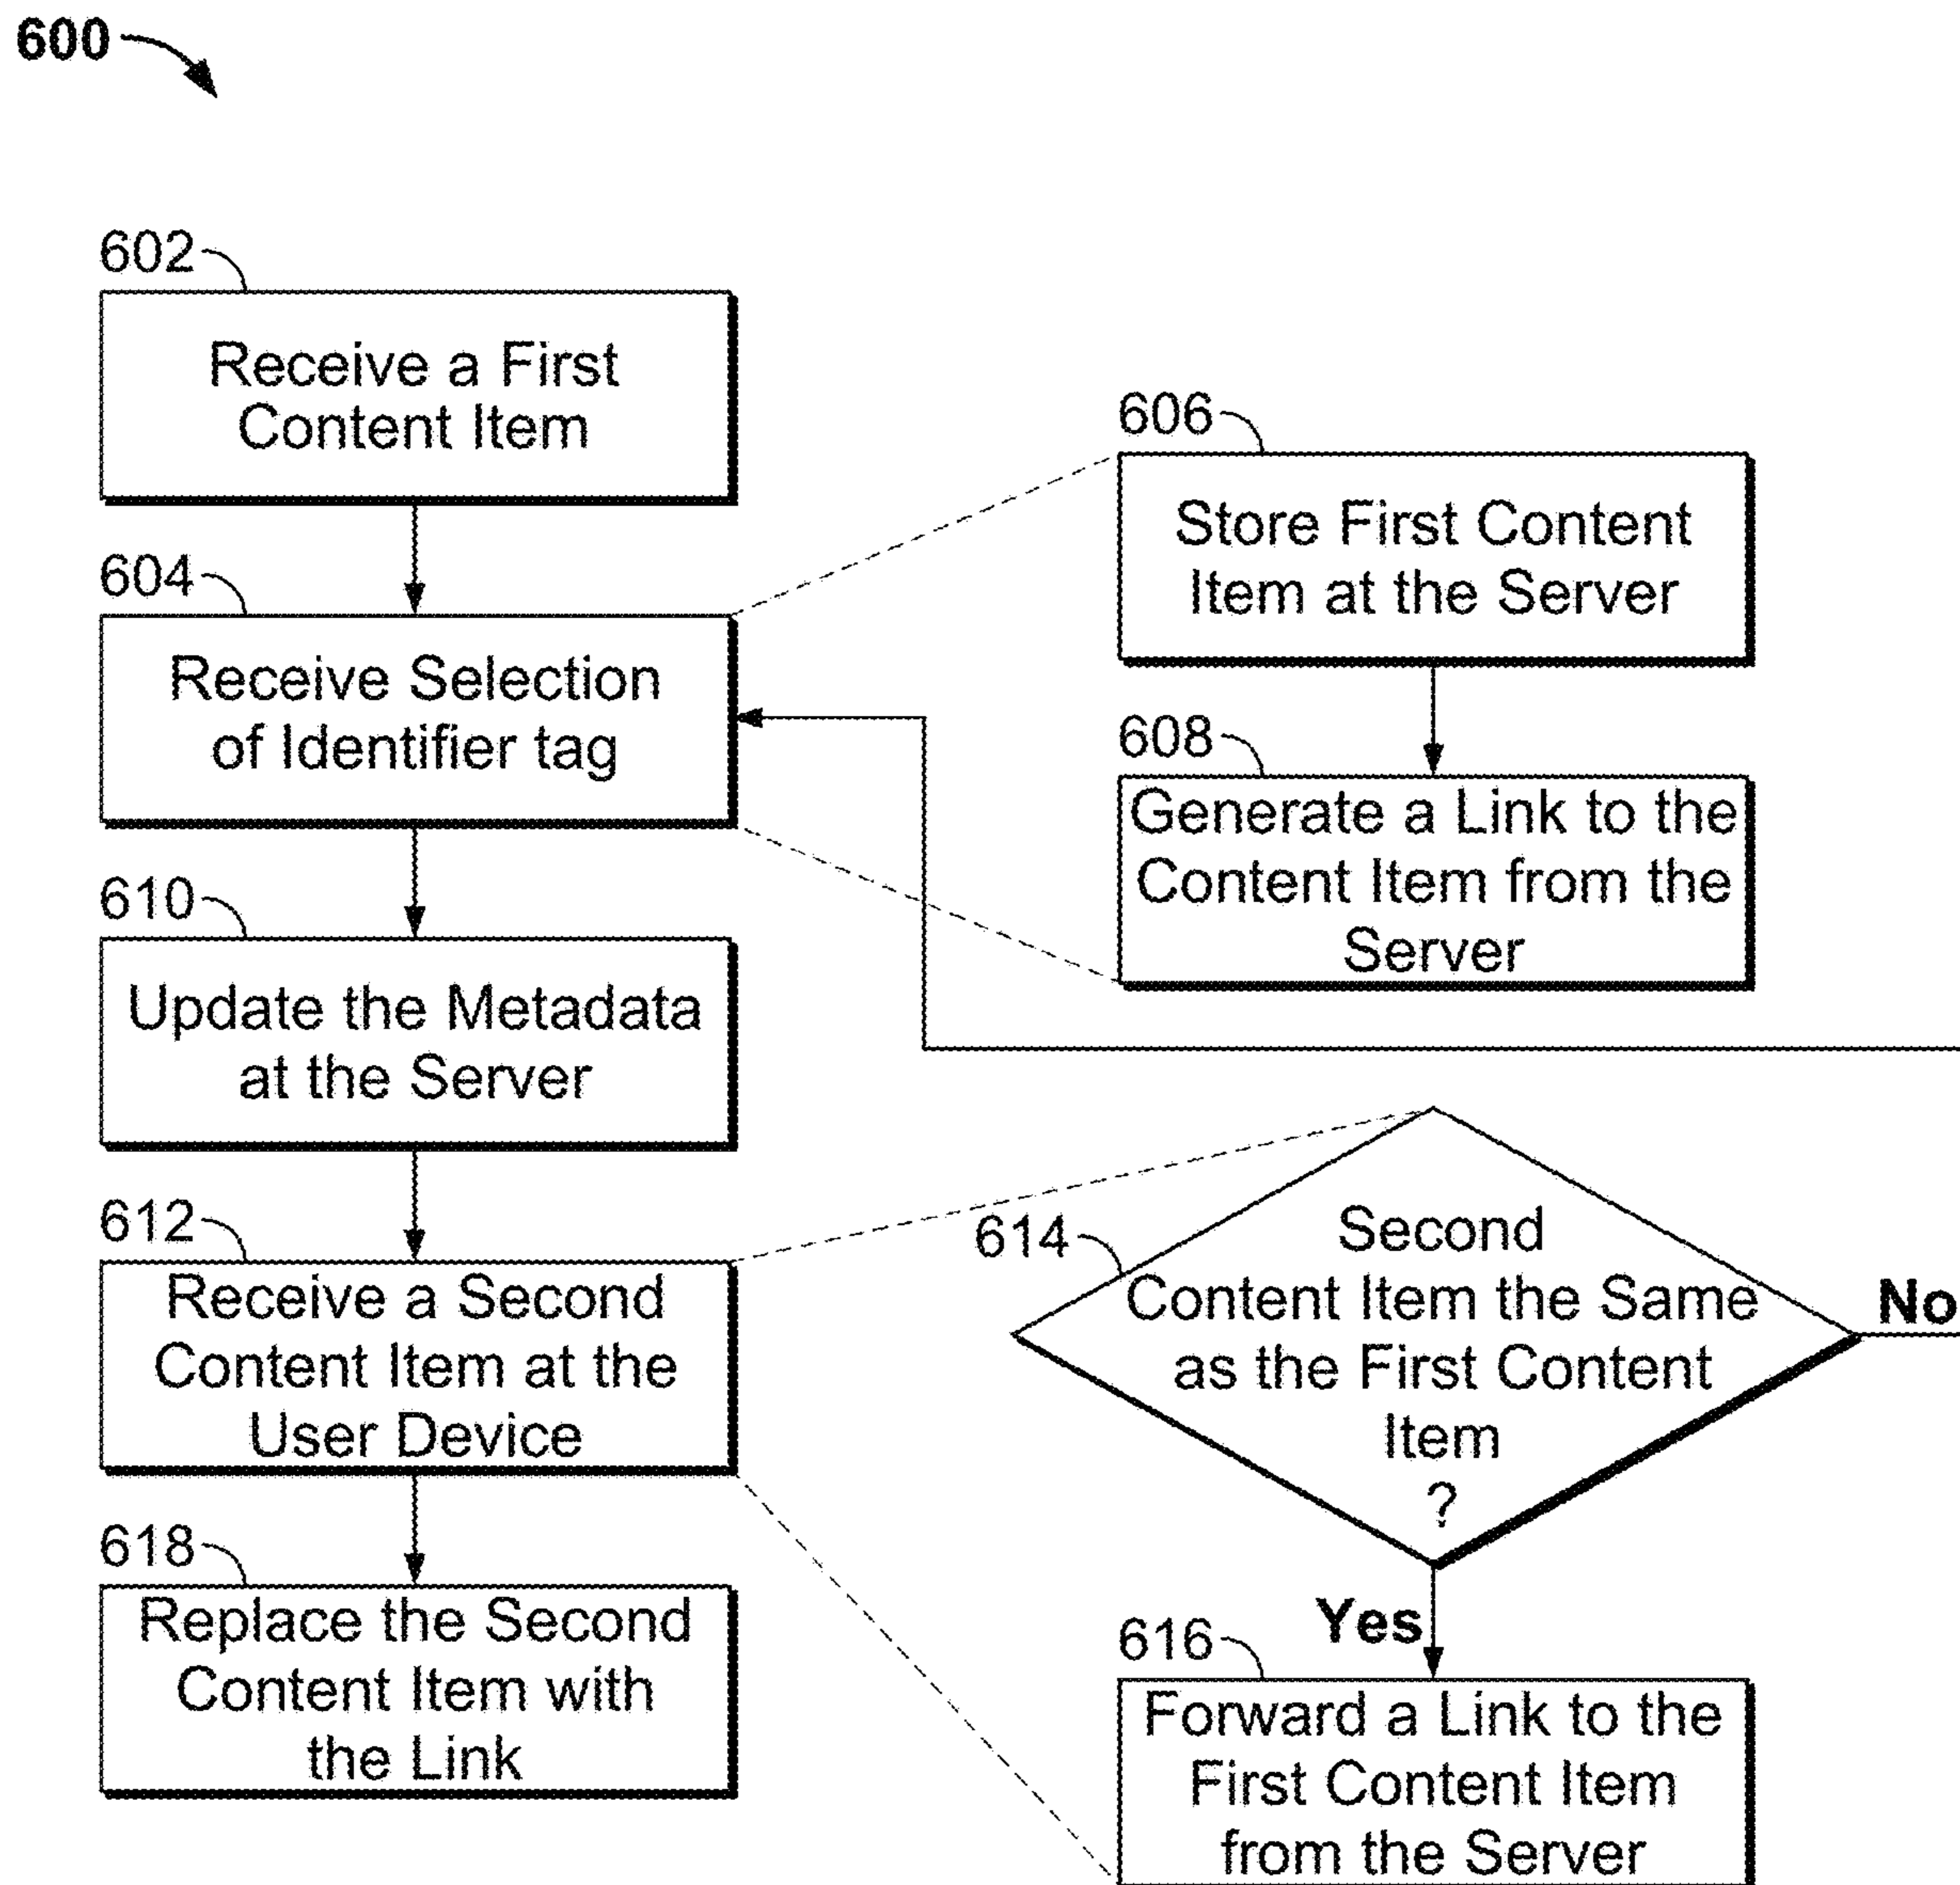 600
602
Receive a First
Content Item
604
Receive Selection
of Identifier tag
606
Store First Content
Item at the Server
608
Generate a Link to the
Content Item from the
Server
610
Update the Metadata
at the Server
612
Receive a Second
Content Item at the
User Device
614
Second
Content Item the Same
as the First Content
Item
?
No
Yes
616
Forward a Link to the
First Content Item
from the Server
618
Replace the Second
Content Item with
the Link